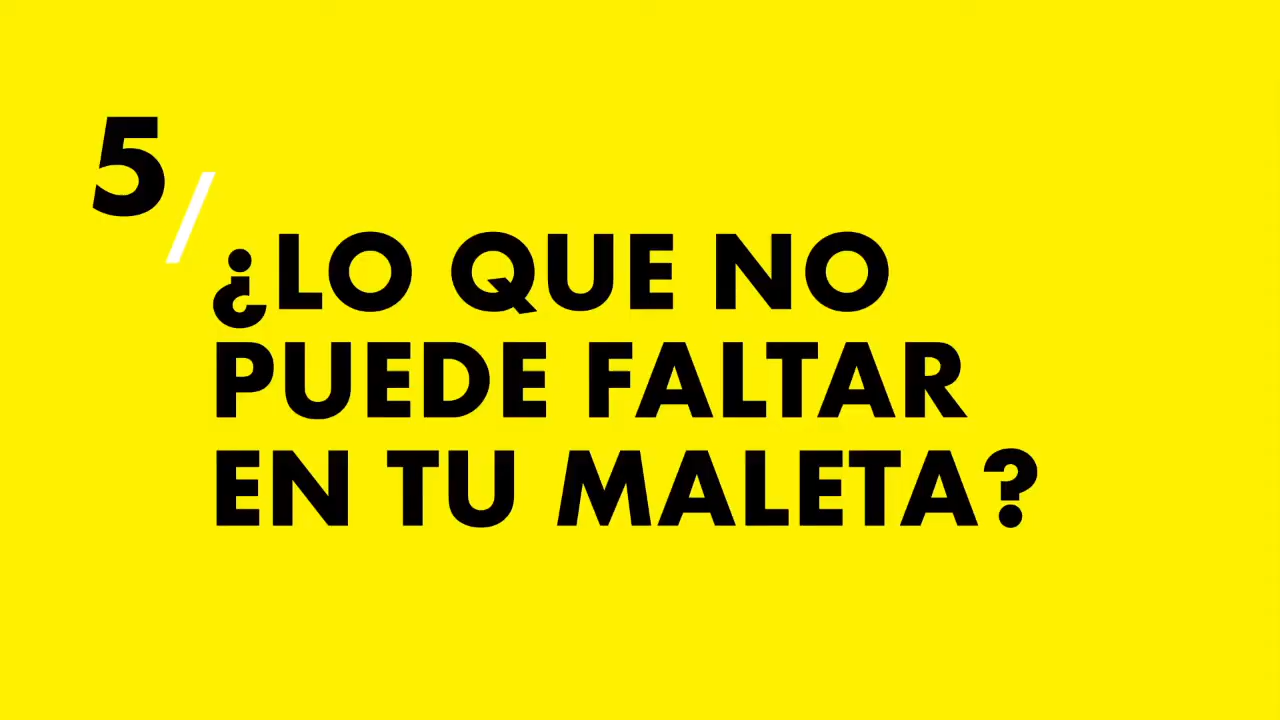 5/
¿LO QUE NO
PUEDE FALTAR
EN TU MALETA?